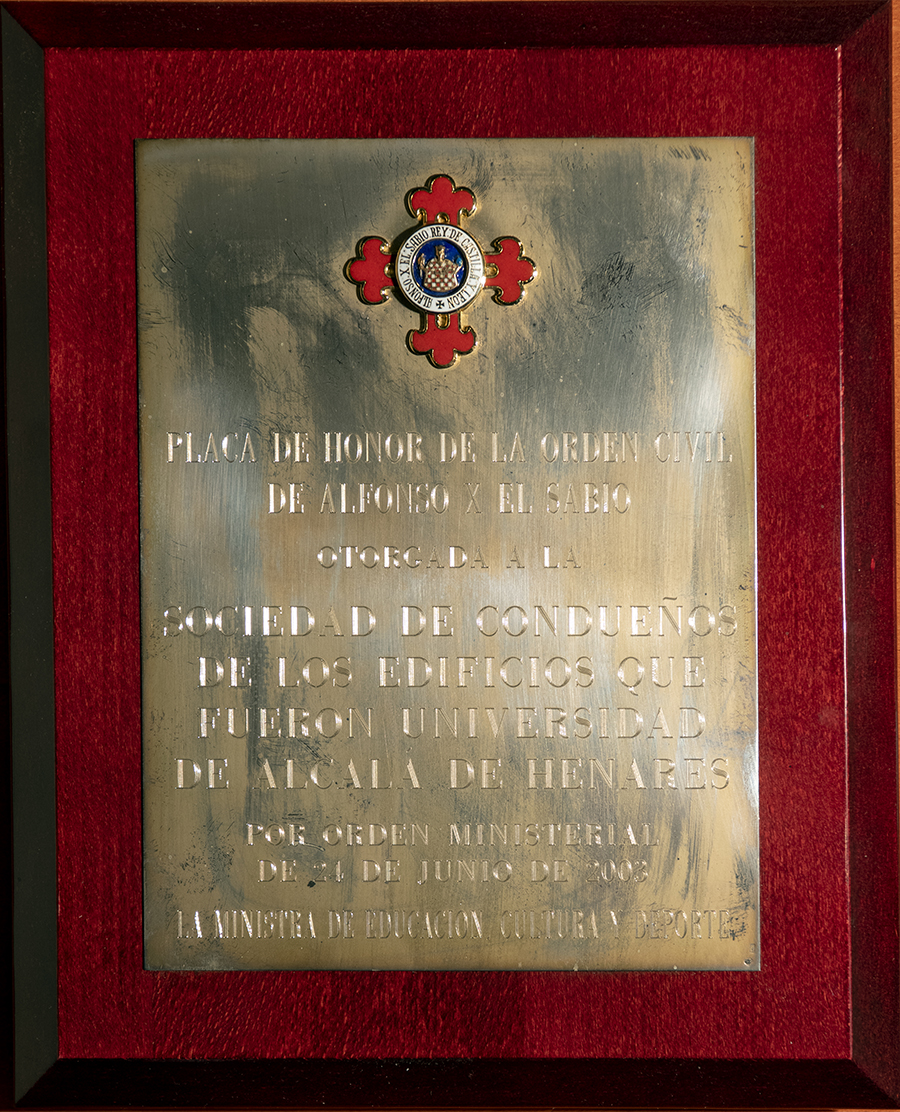 ALFONSO X EL SABIO REY DE CASTILLA Y LEON
PLACA DE HONOR DE LA ORDEN CIVIL
DE ALFONSO X EL SABIO
OTORGADA A LA
SOCIEDAD DE CONDUEÑOS
DE LOS EDIFICIOS QUE
FUERON UNIVERSIDAD
DE ALCALÁ DE HENARES
POR ORDEN MINISTERIAL
DE 24 DE JUNIO DE 2003
LA MINISTRA DE EDUCACIÓN, CULTURA Y DEPORTE,